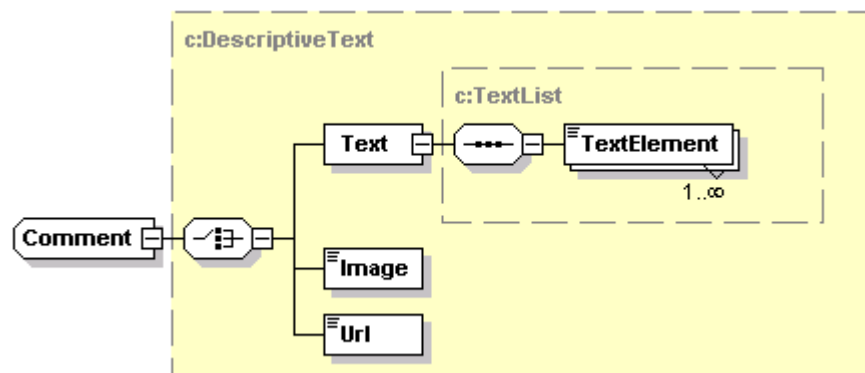 c:DescriptiveText
c:TextList
Text
TextElement
1..∞
Comment
Image
Url